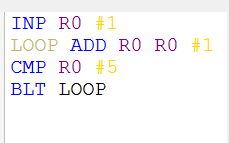 INP R0 #1
LOOP ADD R0 R0 #1
CMP R0 #5
BLT LOOP